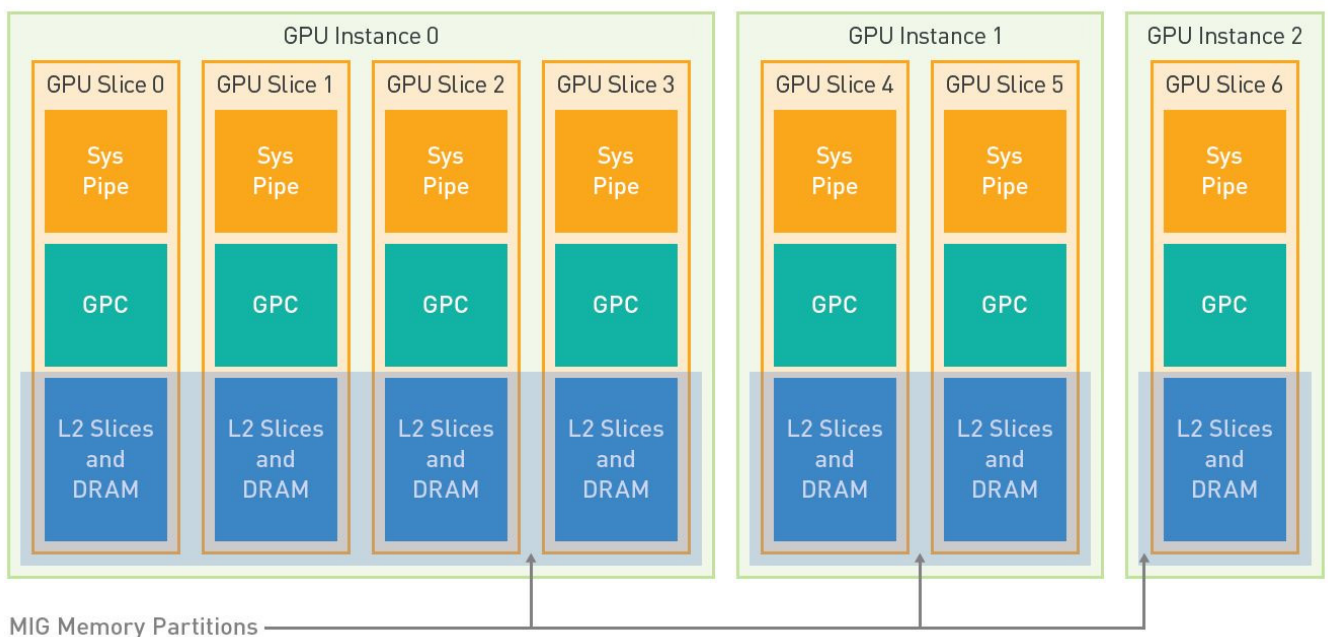 GPU Instance 0
GPU Instance 1
GPU Instance 2
GPU Slice 0
GPU Slice 1
GPU Slice 2
GPU Slice 3
GPU Slice 4
GPU Slice 5
GPU Slice 6
Sys
Pipe
Sys
Pipe
Sys
Pipe
Sys
Pipe
Sys
Pipe
Sys
Pipe
Sys
Pipe
GPC
GPC
GPC
GPC
GPC
GPC
GPC
L2 Slices
and
DRAM
L2 Slices
and
DRAM
L2 Slices
and
DRAM
L2 Slices
and
DRAM
L2 Slices
and
DRAM
L2 Slices
and
DRAM
L2 Slices
and
DRAM
MIG Memory Partitions